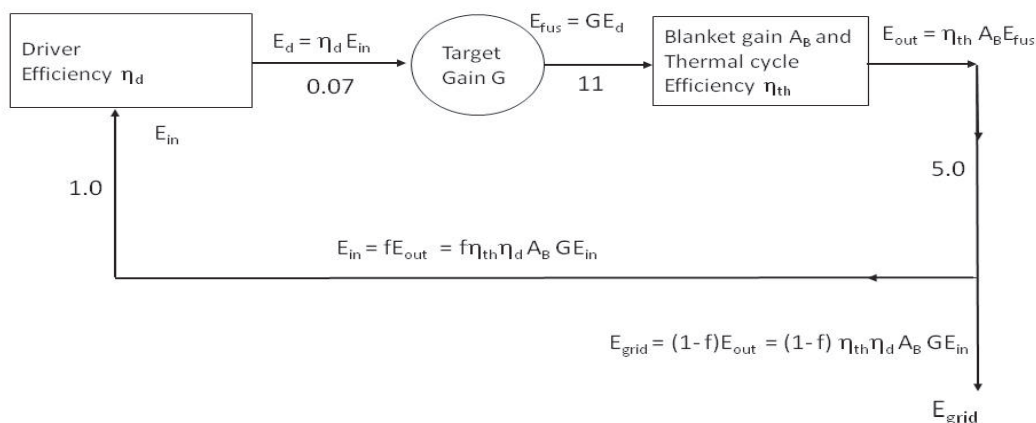 Driver
Efficiency η_d
E_d = η_d E_in
0.07
Target
Gain G
E_fus = GE_d
11
Blanket gain A_B and
Thermal cycle
Efficiency η_th
E_out = η_th A_B E_fus
E_in
1.0
5.0
E_in = fE_out = fη_th η_d A_B GE_in
E_grid = (1-f)E_out = (1-f) η_th η_d A_B GE_in
E_grid